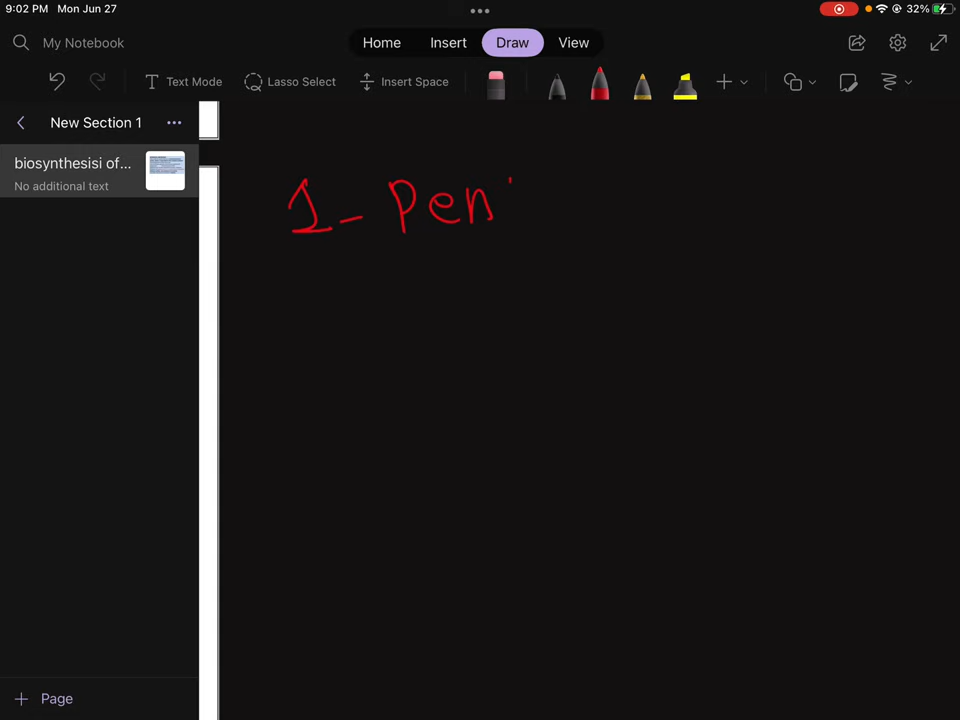 9:02 PM Mon Jun 27
32%
My Notebook
Home Insert Draw View
Text Mode Lasso Select Insert Space
New Section 1
biosynthesisi of...
No additional text
1- Pen
Page